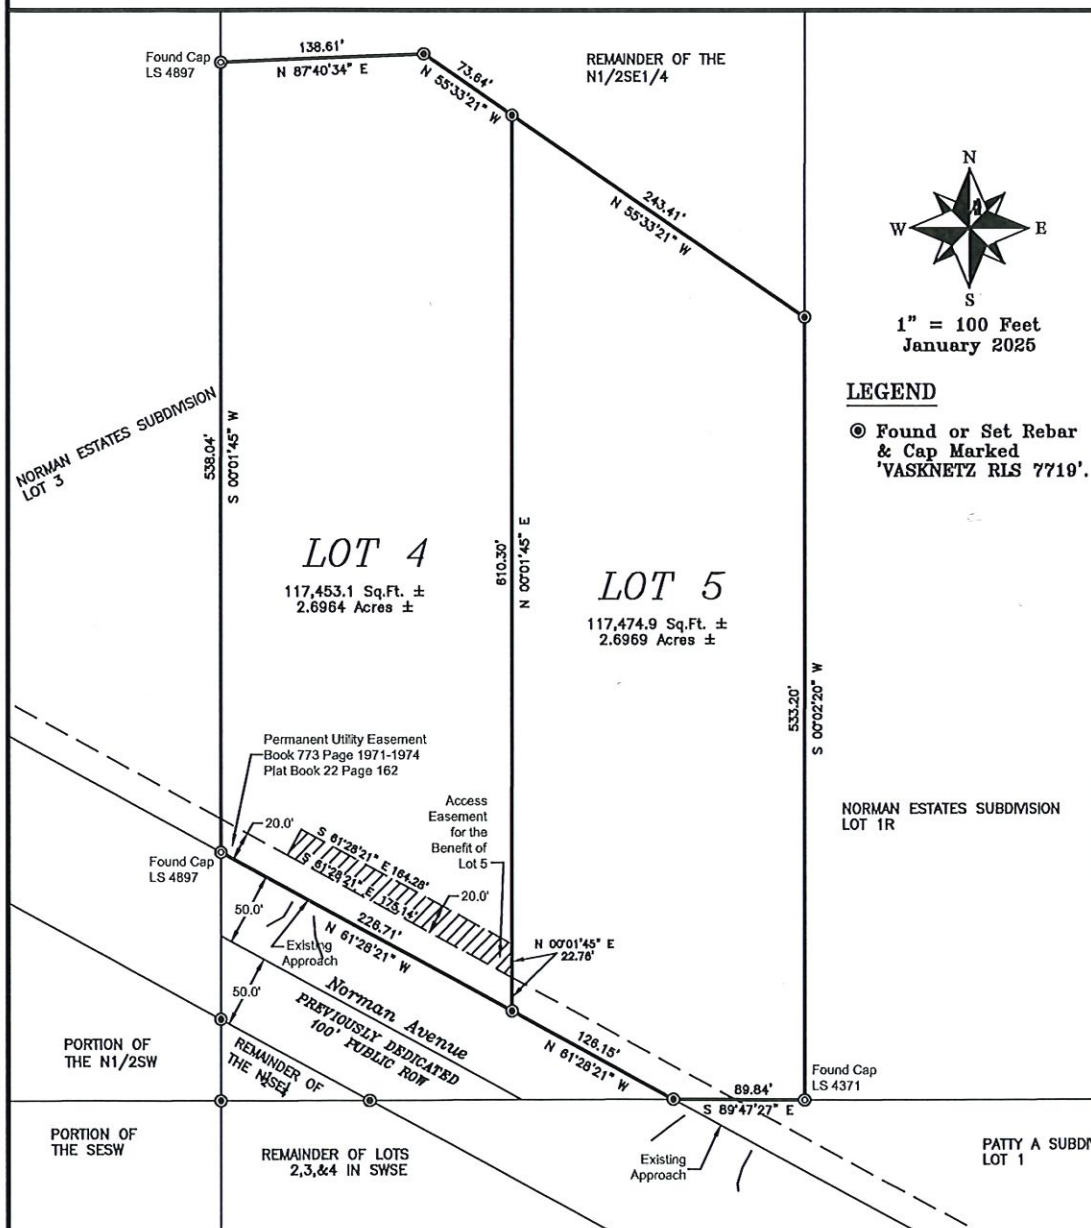 138.61'
N 87°40'34" E
Found Cap
LS 4897
73.64'
N 55°33'21" W
REMAINDER OF THE
N1/2SE1/4
243.41'
N 55°33'21" W
N
W
E
S
1" = 100 Feet
January 2025
LEGEND
Found or Set Rebar
& Cap Marked
'VASKNETZ RLS 7719'.
NORMAN ESTATES SUBDIVISION
LOT 3
538.04'
S 00°01'45" W
LOT 4
117,453.1 Sq.Ft. ±
2.6964 Acres ±
610.30'
N 00°01'45" E
LOT 5
117,474.9 Sq.Ft. ±
2.6969 Acres ±
533.20'
S 00°02'20" W
Permanent Utility Easement
Book 773 Page 1971-1974
Plat Book 22 Page 162
Access
Easement
for the
Benefit of
Lot 5
NORMAN ESTATES SUBDIVISION
LOT 1R
20.0'
S 61°28'21" E 164.28'
S 61°28'21" E 175.14'
20.0'
Found Cap
LS 4897
50.0'
226.71'
N 61°28'21" W
Existing
Approach
N 00°01'45" E
22.76'
50.0'
Norman Avenue
PREVIOUSLY DEDICATED
100' PUBLIC ROW
126.15'
N 61°28'21" W
PORTION OF
THE N1/2SW
REMAINDER OF
THE N½SE¼
89.84'
S 89°47'27" E
Found Cap
LS 4371
PORTION OF
THE SESW
REMAINDER OF LOTS
2,3,&4 IN SWSE
Existing
Approach
PATTY A SUBDI
LOT 1